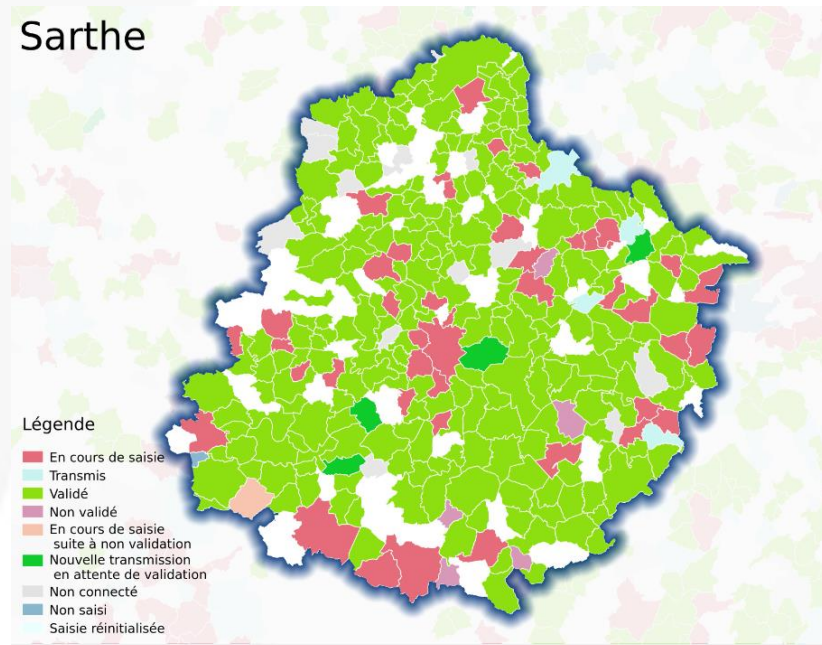 Sarthe
Légende
En cours de saisie
Transmis
Validé
Non validé
En cours de saisie
suite à non validation
Nouvelle transmission
en attente de validation
Non connecté
Non saisi
Saisie réinitialisée